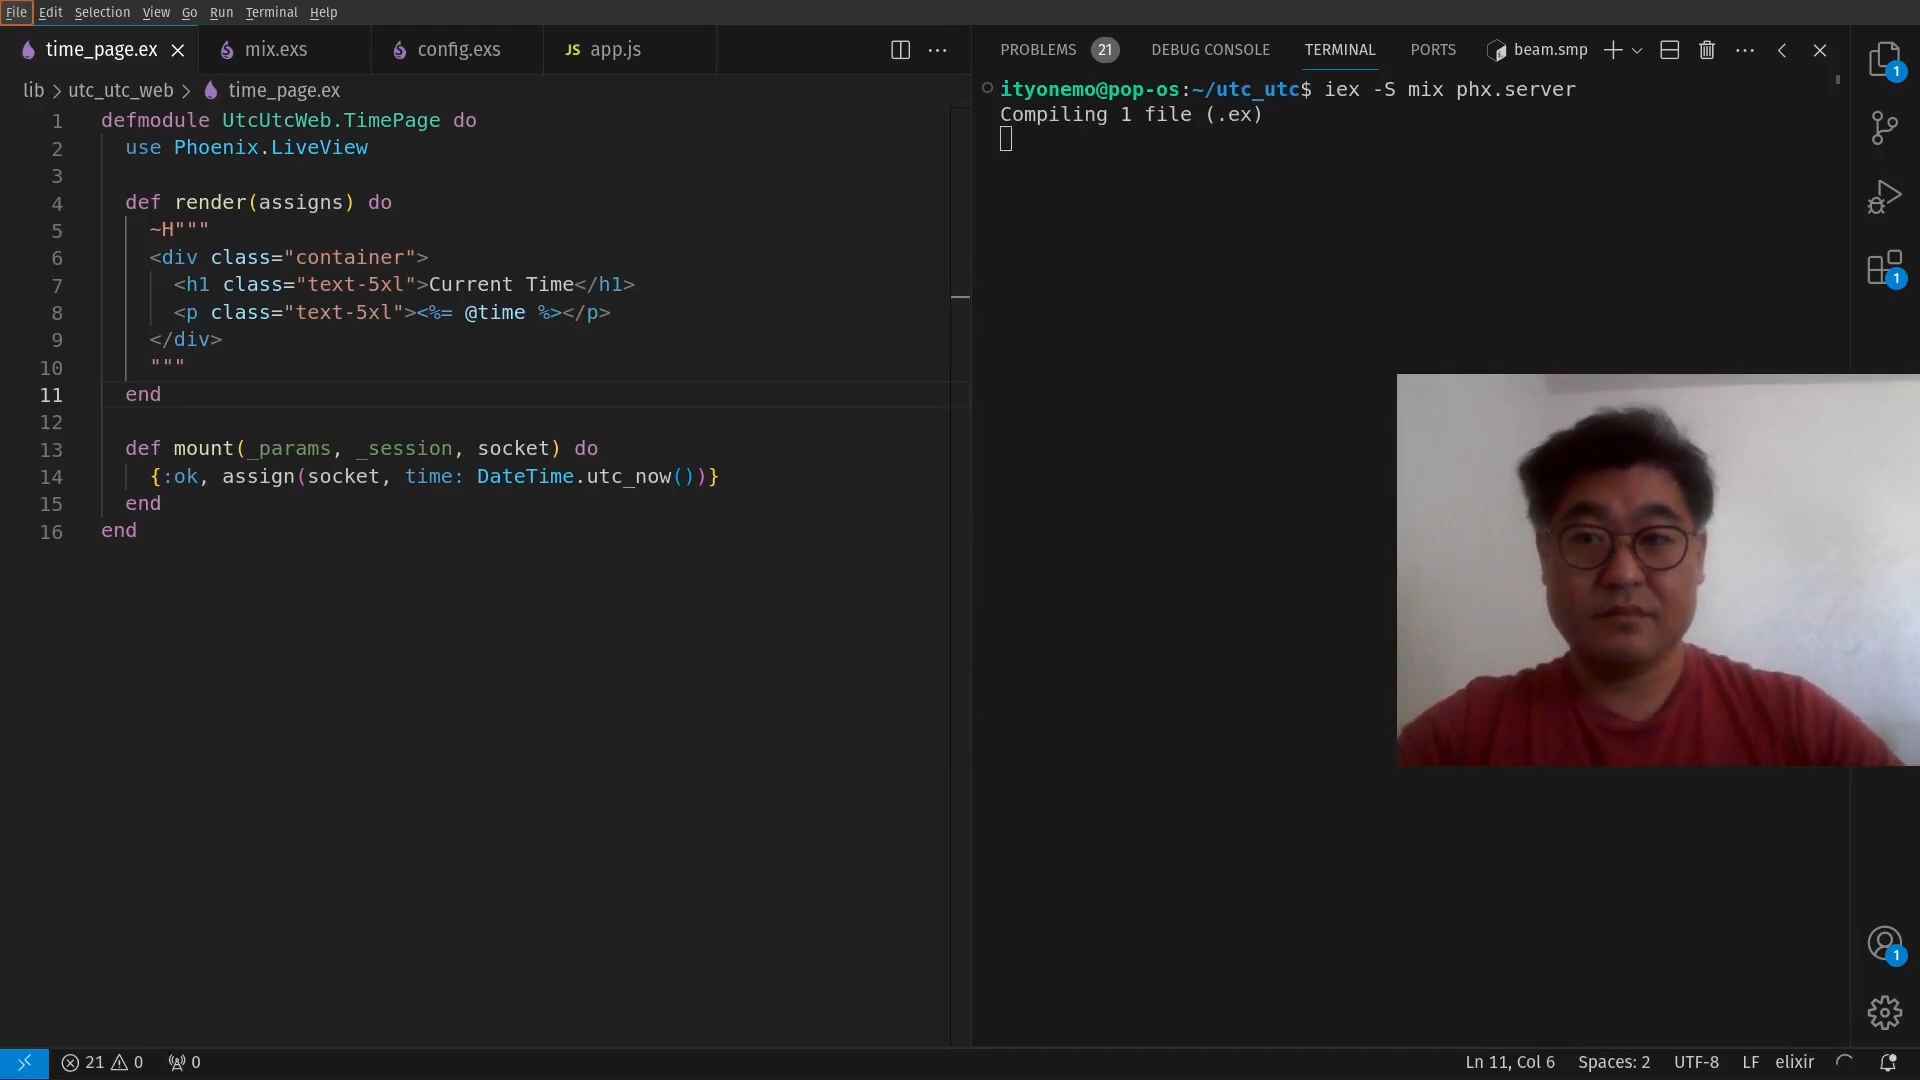 File Edit Selection View Go Run Terminal Help
time_page.ex mix.exs config.exs JS app.js
lib > utc_utc_web > time_page.ex
1 defmodule UtcUtcWeb.TimePage do
2 use Phoenix.LiveView
3
4 def render(assigns) do
5 ~H"""
6 <div class="container">
7 <h1 class="text-5xl">Current Time</h1>
8 <p class="text-5xl"><%= @time %></p>
9 </div>
10 """
11 end
12
13 def mount(_params, _session, socket) do
14 {:ok, assign(socket, time: DateTime.utc_now())}
15 end
16 end
PROBLEMS 21 DEBUG CONSOLE TERMINAL PORTS beam.smp
ityonemo@pop-os:~/utc_utc$ iex -S mix phx.server
Compiling 1 file (.ex)
1
1
1
21 0 0
Ln 11, Col 6 Spaces: 2 UTF-8 LF elixir